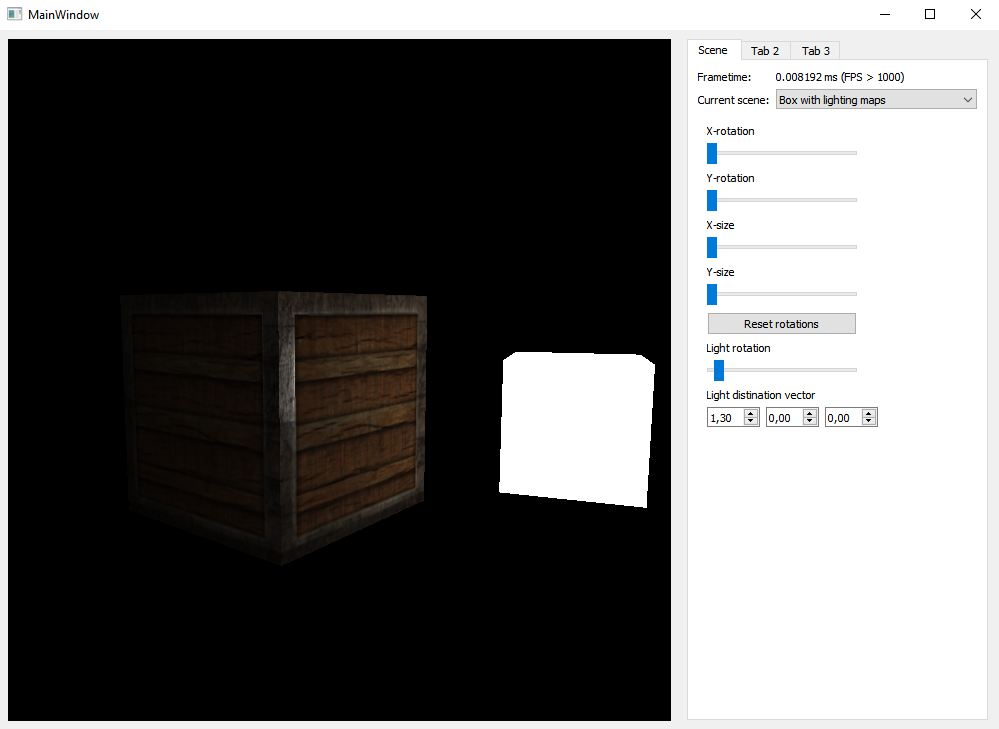 MainWindow
Scene Tab 2 Tab 3
Frametime: 0.008192 ms (FPS > 1000)
Current scene: Box with lighting maps
X-rotation
Y-rotation
X-size
Y-size
Reset rotations
Light rotation
Light distination vector
1,30 0,00 0,00